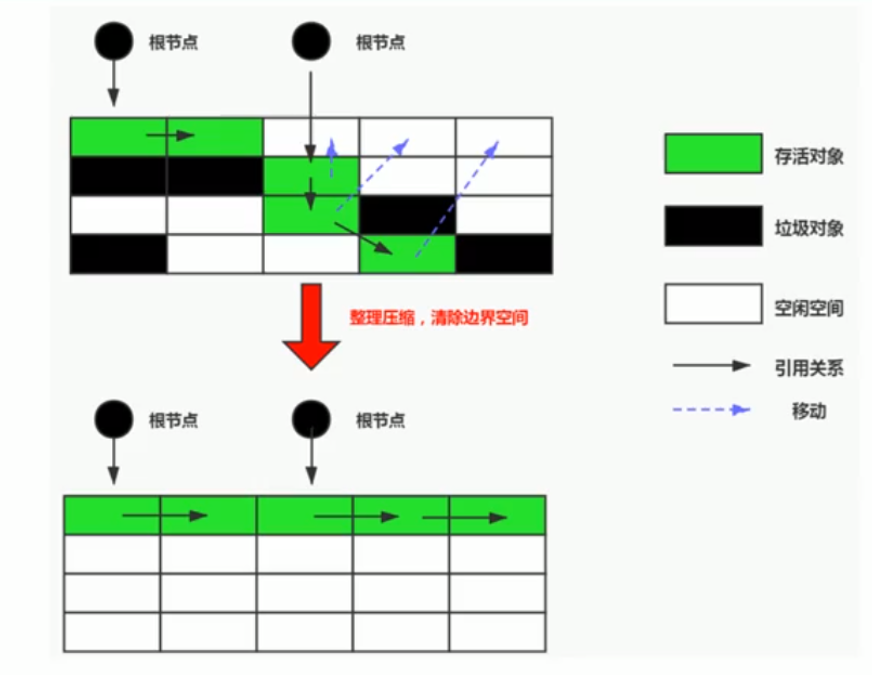 根节点
根节点
存活对象
垃圾对象
空闲空间
整理压缩，清除边界空间
引用关系
移动
根节点
根节点